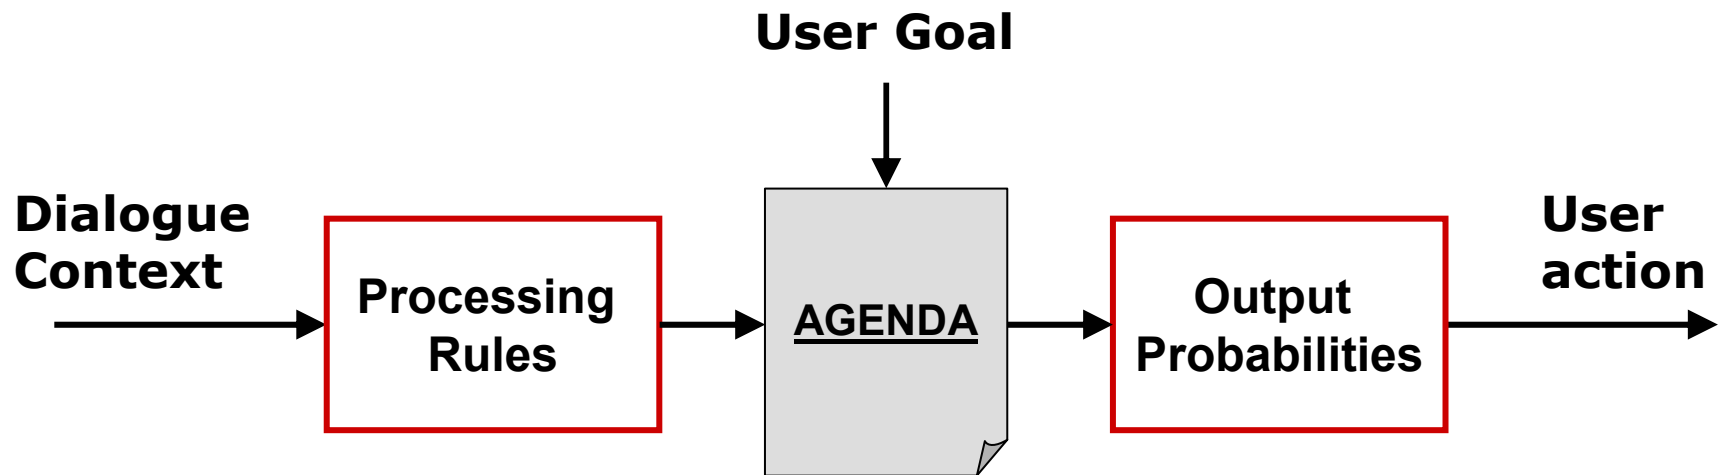 User Goal
Dialogue
Context
Processing
Rules
AGENDA
Output
Probabilities
User
action